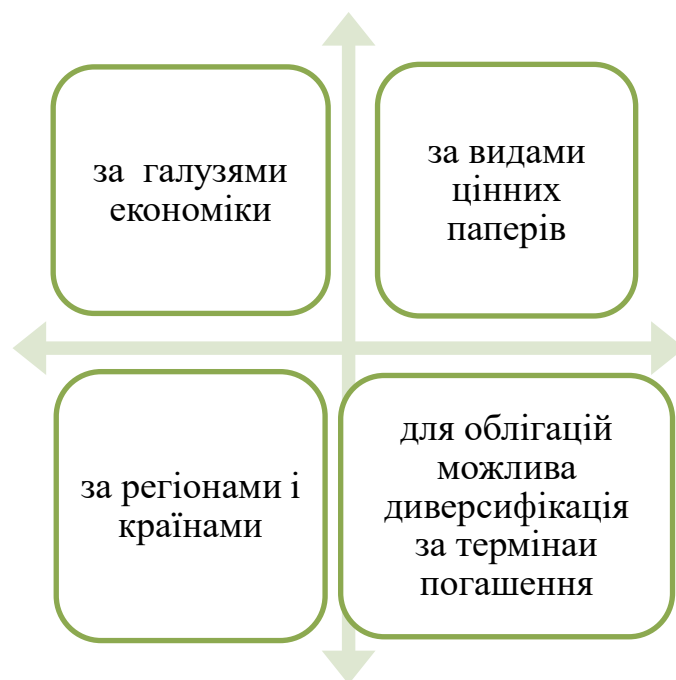 за галузями
економіки
за видами
цінних
паперів
за регіонами і
країнами
для облігацій
можлива
диверсифікація
за термінаи
погашення